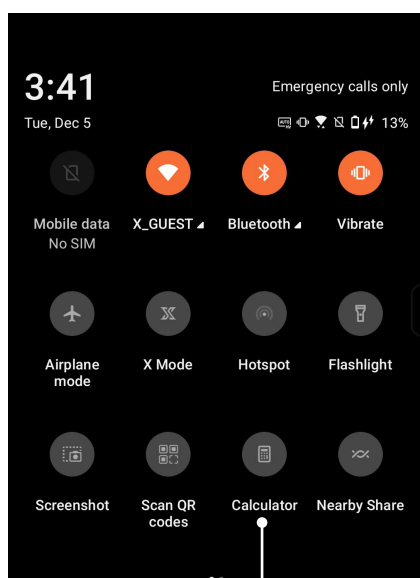 3:41
Emergency calls only
Tue, Dec 5
13%
Mobile data
No SIM
X_GUEST
Bluetooth
Vibrate
Airplane
mode
X Mode
Hotspot
Flashlight
Screenshot
Scan QR
codes
Calculator
Nearby Share